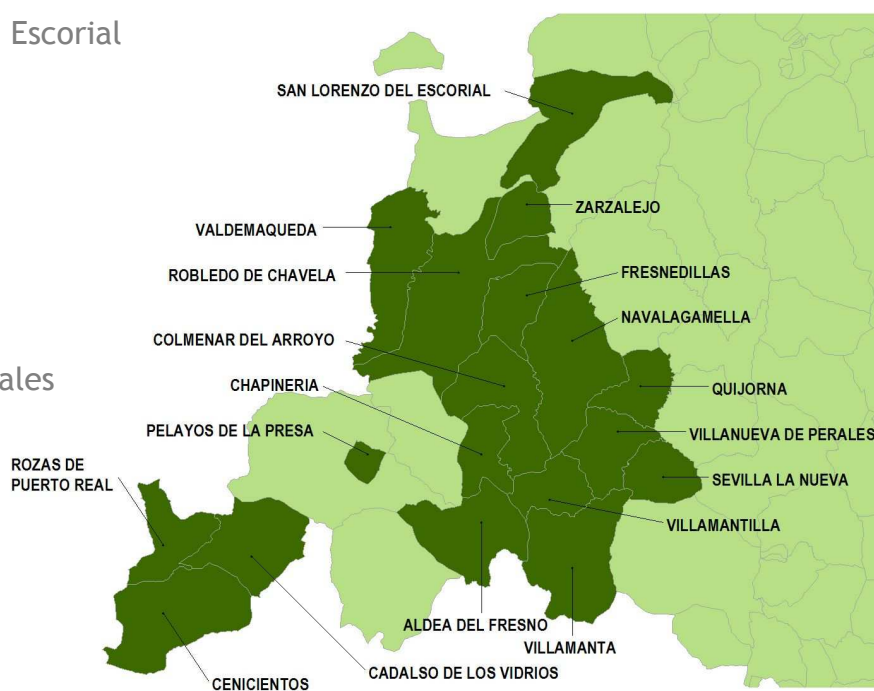 Escorial
SAN LORENZO DEL ESCORIAL
ZARZALEJO
VALDEMAQUEDA
ROBLEDO DE CHAVELA
FRESNEDILLAS
NAVALAGAMELLA
COLMENAR DEL ARROYO
ales
CHAPINERIA
QUIJORNA
PELAYOS DE LA PRESA
VILLANUEVA DE PERALES
ROZAS DE
PUERTO REAL
SEVILLA LA NUEVA
VILLAMANTILLA
ALDEA DEL FRESNO
VILLAMANTA
CADALSO DE LOS VIDRIOS
CENICIENTOS